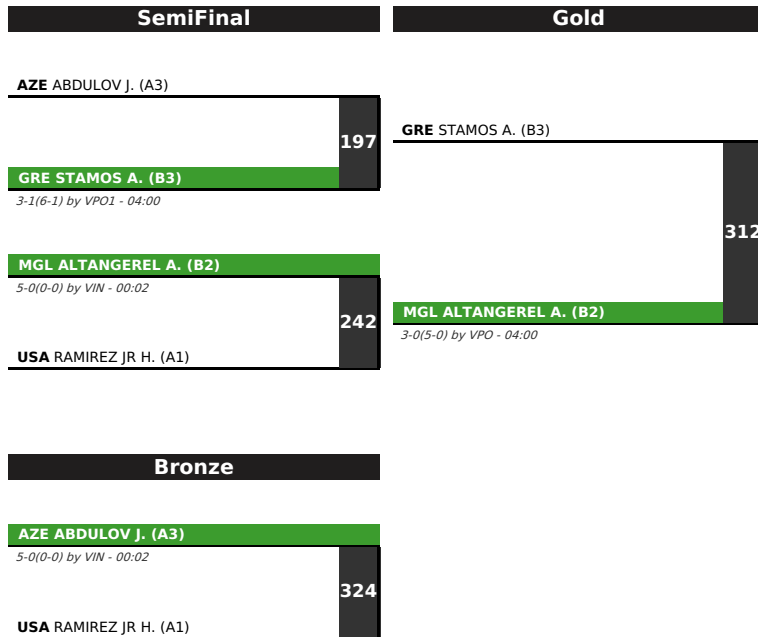 SemiFinal
AZE ABDULOV J. (A3)
197
GRE STAMOS A. (B3)
3-1(6-1) by VPO1 - 04:00
MGL ALTANGEREL A. (B2)
5-0(0-0) by VIN - 00:02
242
USA RAMIREZ JR H. (A1)
Gold
GRE STAMOS A. (B3)
312
MGL ALTANGEREL A. (B2)
3-0(5-0) by VPO - 04:00
Bronze
AZE ABDULOV J. (A3)
5-0(0-0) by VIN - 00:02
324
USA RAMIREZ JR H. (A1)